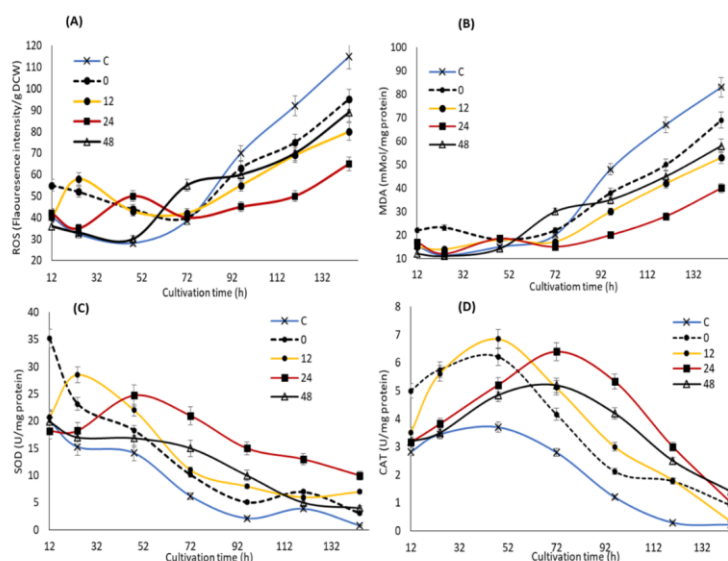 (A)
ROS (Flaouresence intensity/gDCW)
120
110
100
90
80
70
60
50
40
30
20
C
0
12
24
48
12 32 52 72 92 112 132
Cultivation time (h)
(B)
MDA (mMol/mg protein)
100
90
80
70
60
50
40
30
20
10
C
0
12
24
48
12 32 52 72 92 112 132
Cultivation time (h)
(C)
SOD (U/mg protein)
40
35
30
25
20
15
10
5
0
C
0
12
24
48
12 32 52 72 92 112 132
Cultivation time (h)
(D)
CAT (U/mg protein)
8
7
6
5
4
3
2
1
0
C
0
12
24
48
12 32 52 72 92 112 132
Cultivation time (h)